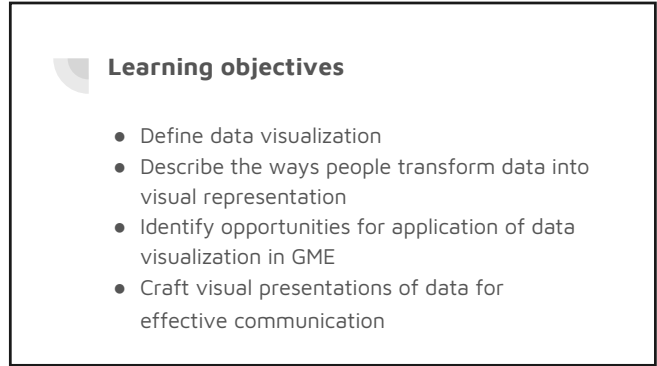 Learning objectives
● Define data visualization
● Describe the ways people transform data into
visual representation
● Identify opportunities for application of data
visualization in GME
● Craft visual presentations of data for
effective communication